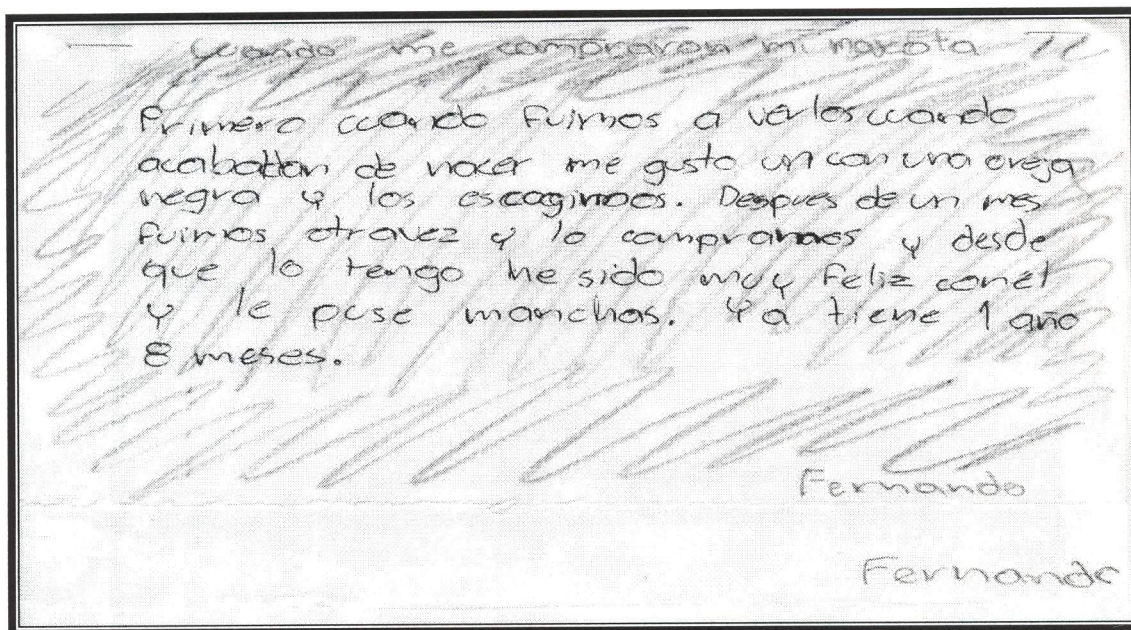 Cuando me compraron mi mascota
Primero cuando fuimos a verlos cuando
acababan de nacer me gusto un con una oreja
negra y los escogimos. Despues de un mes
fuimos otravez y lo compramos y desde
que lo tengo he sido muy feliz conel
y le puse manchas. Ya tiene 1 año
8 meses.
Fernando
Fernando